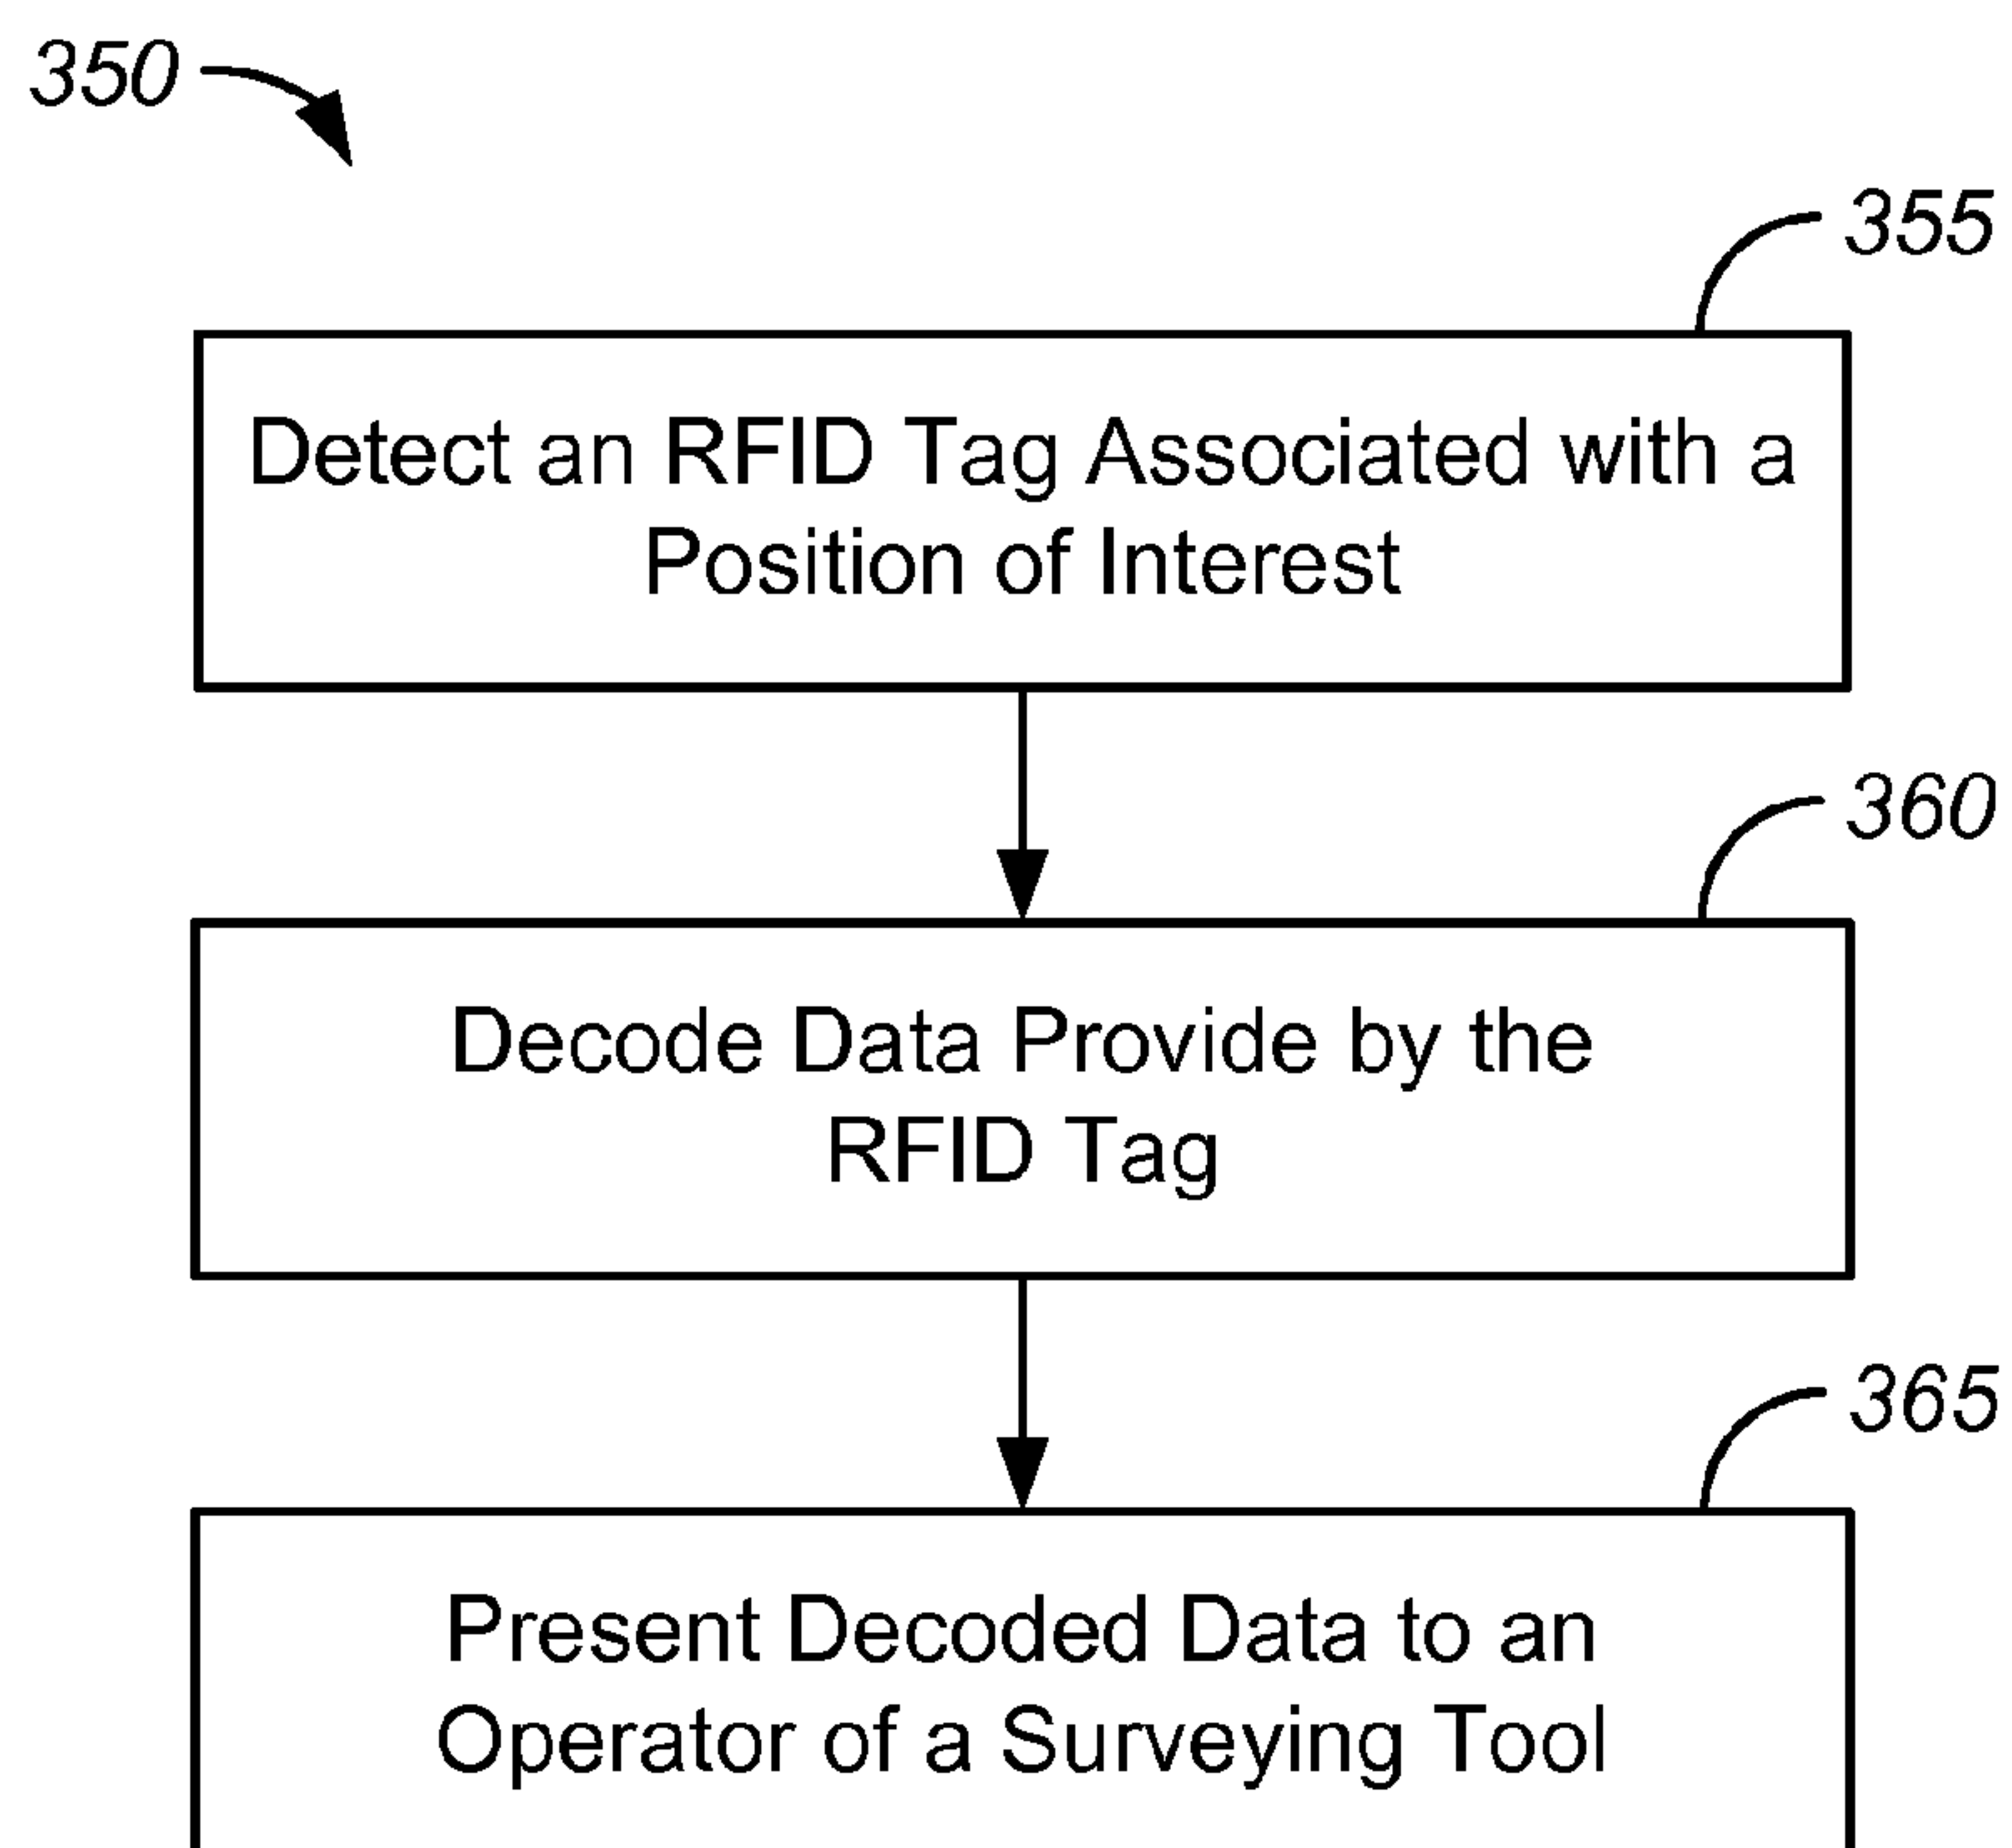 350
355
Detect an RFID Tag Associated with a
Position of Interest
360
Decode Data Provide by the
RFID Tag
365
Present Decoded Data to an
Operator of a Surveying Tool